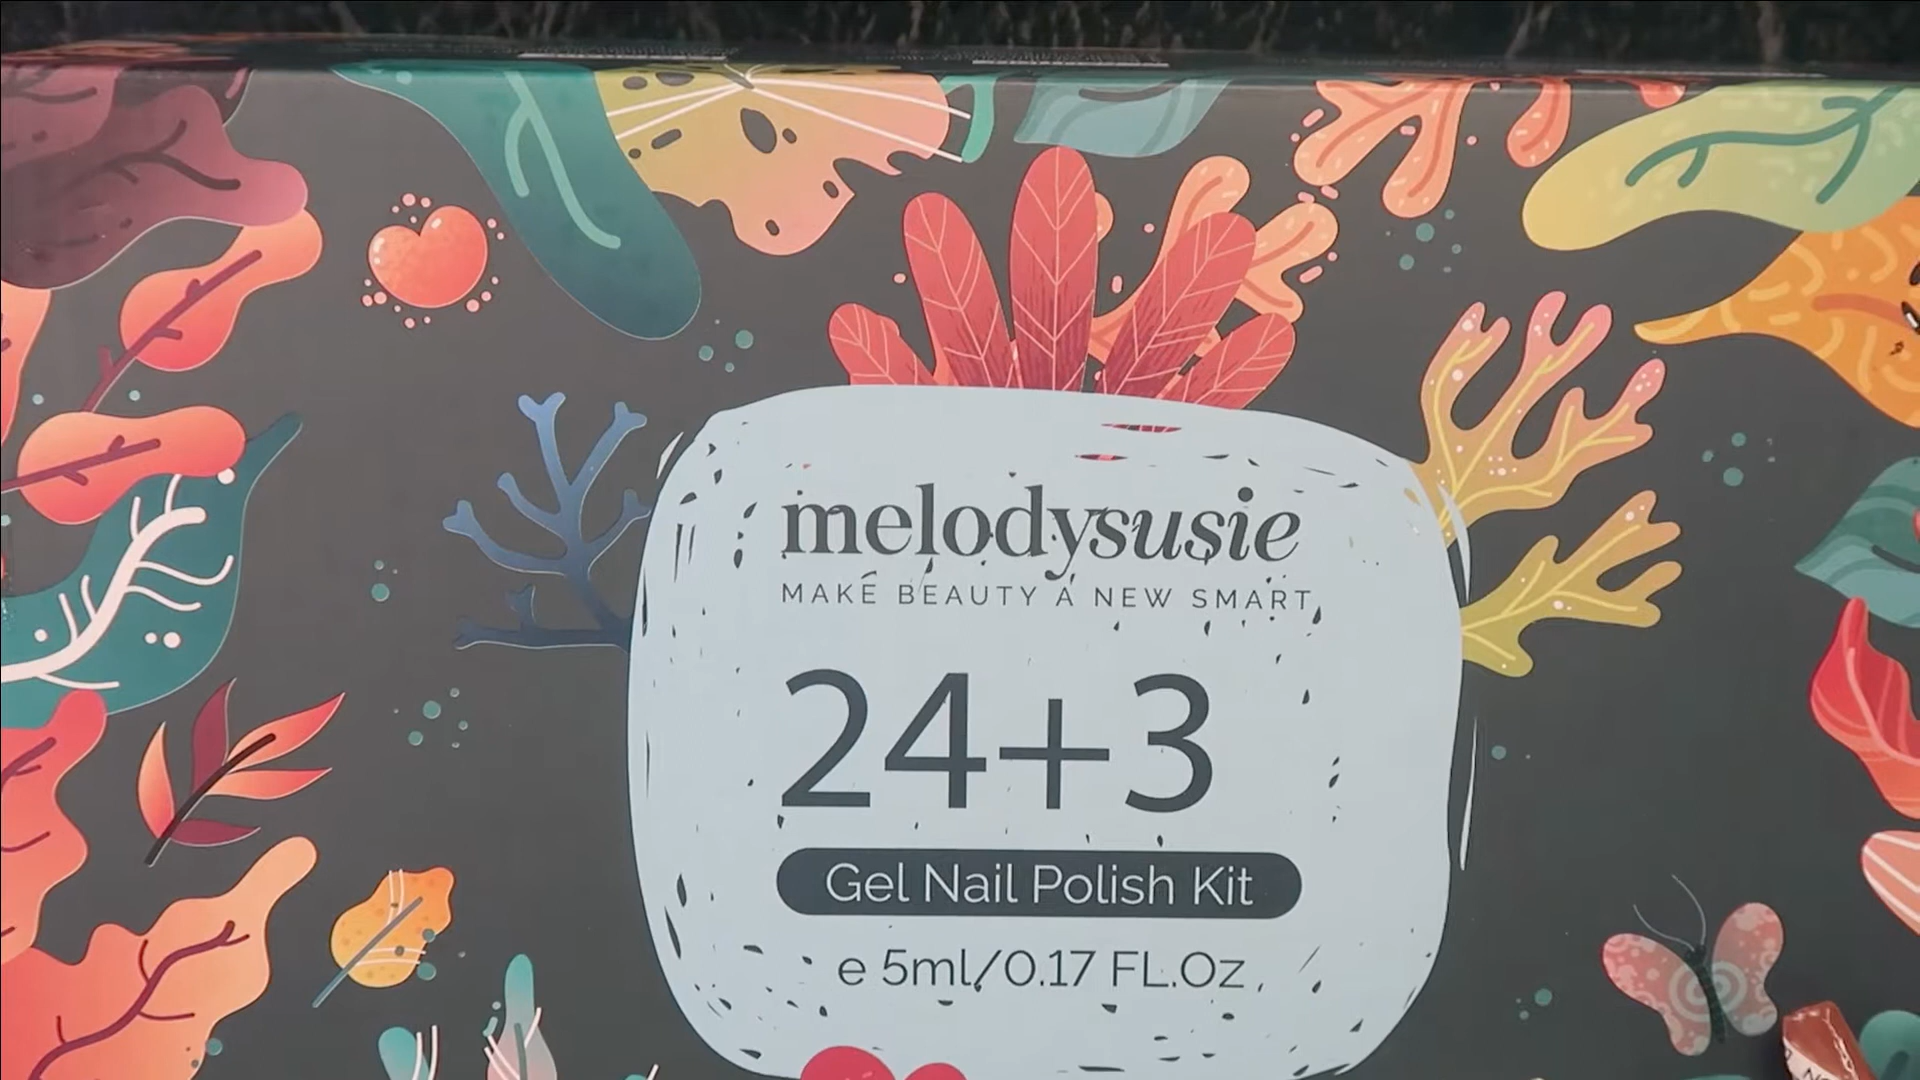 melodysusie
MAKE BEAUTY A NEW SMART
24+3
Gel Nail Polish Kit
e 5ml/0.17 FL.Oz